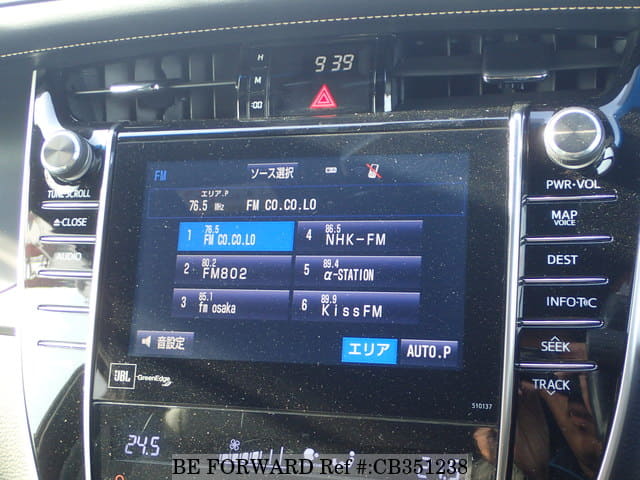 H
M
:00
9:39
TUNE·SCROLL
⏏CLOSE
AUDIO
FM
ソース選択
エリア.P
76.5 MHz FM CO.CO.LO
1 76.5 FM CO.CO.LO
2 80.2 FM802
3 85.1 fm osaka
4 86.5 NHK-FM
5 89.4 α-STATION
6 89.9 KissFM
音設定
エリア
AUTO.P
JBL GreenEdge
510137
PWR·VOL
MAP
VOICE
DEST
INFO·T/C
SEEK
TRACK
24.5
BE FORWARD Ref #:CB351238